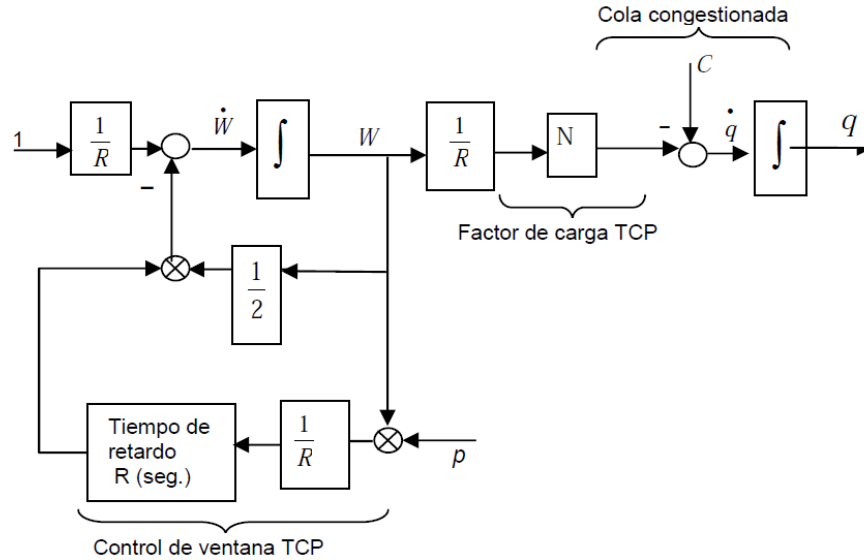 Cola congestionada
C
1
1
R
Ẇ
∫
W
1
R
N
−
q̇
∫
q
−
Factor de carga TCP
1
2
Tiempo de
retardo
R (seg.)
1
R
p
Control de ventana TCP